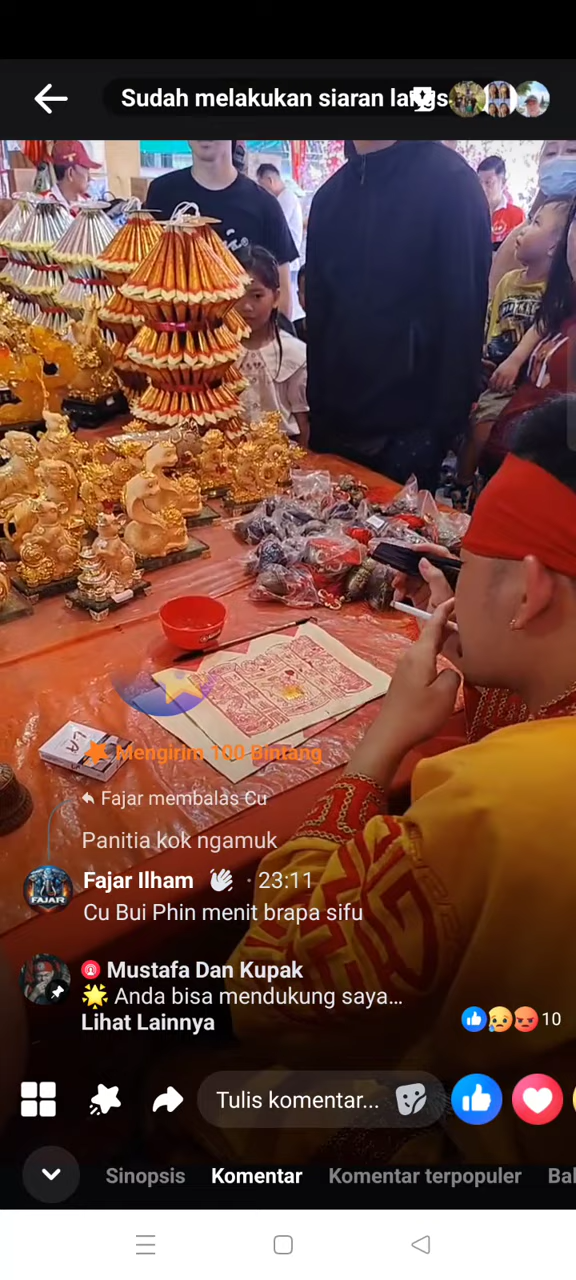 Sudah melakukan siaran langs
Mengirim 100 Bintang
Fajar membalas Cu
Panitia kok ngamuk
Fajar Ilham · 23:11
Cu Bui Phin menit brapa sifu
FAJAR
Mustafa Dan Kupak
Anda bisa mendukung saya...
Lihat Lainnya
10
Tulis komentar...
Sinopsis Komentar Komentar terpopuler Bal